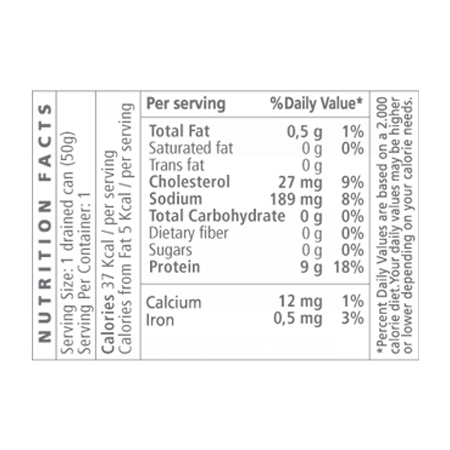 NUTRITION FACTS
Serving Size: 1 drained can (50g)
Serving Per Container: 1
Calories 37 Kcal / per serving
Calories from Fat 5 Kcal / per serving
Per serving %Daily Value*
Total Fat 0,5 g 1%
Saturated fat 0 g 0%
Trans fat 0 g
Cholesterol 27 mg 9%
Sodium 189 mg 8%
Total Carbohydrate 0 g 0%
Dietary fiber 0 g 0%
Sugars 0 g 0%
Protein 9 g 18%
Calcium 12 mg 1%
Iron 0,5 mg 3%
*Percent Daily Values are based on a 2.000
calorie diet.Your daily values may be higher
or lower depending on your calorie needs.